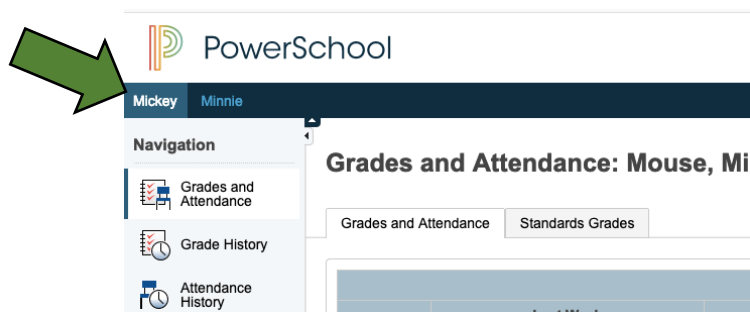 PowerSchool
Mickey Minnie
Navigation
Grades and Attendance: Mouse, Mi
Grades and
Attendance
Grades and Attendance Standards Grades
Grade History
Attendance
History